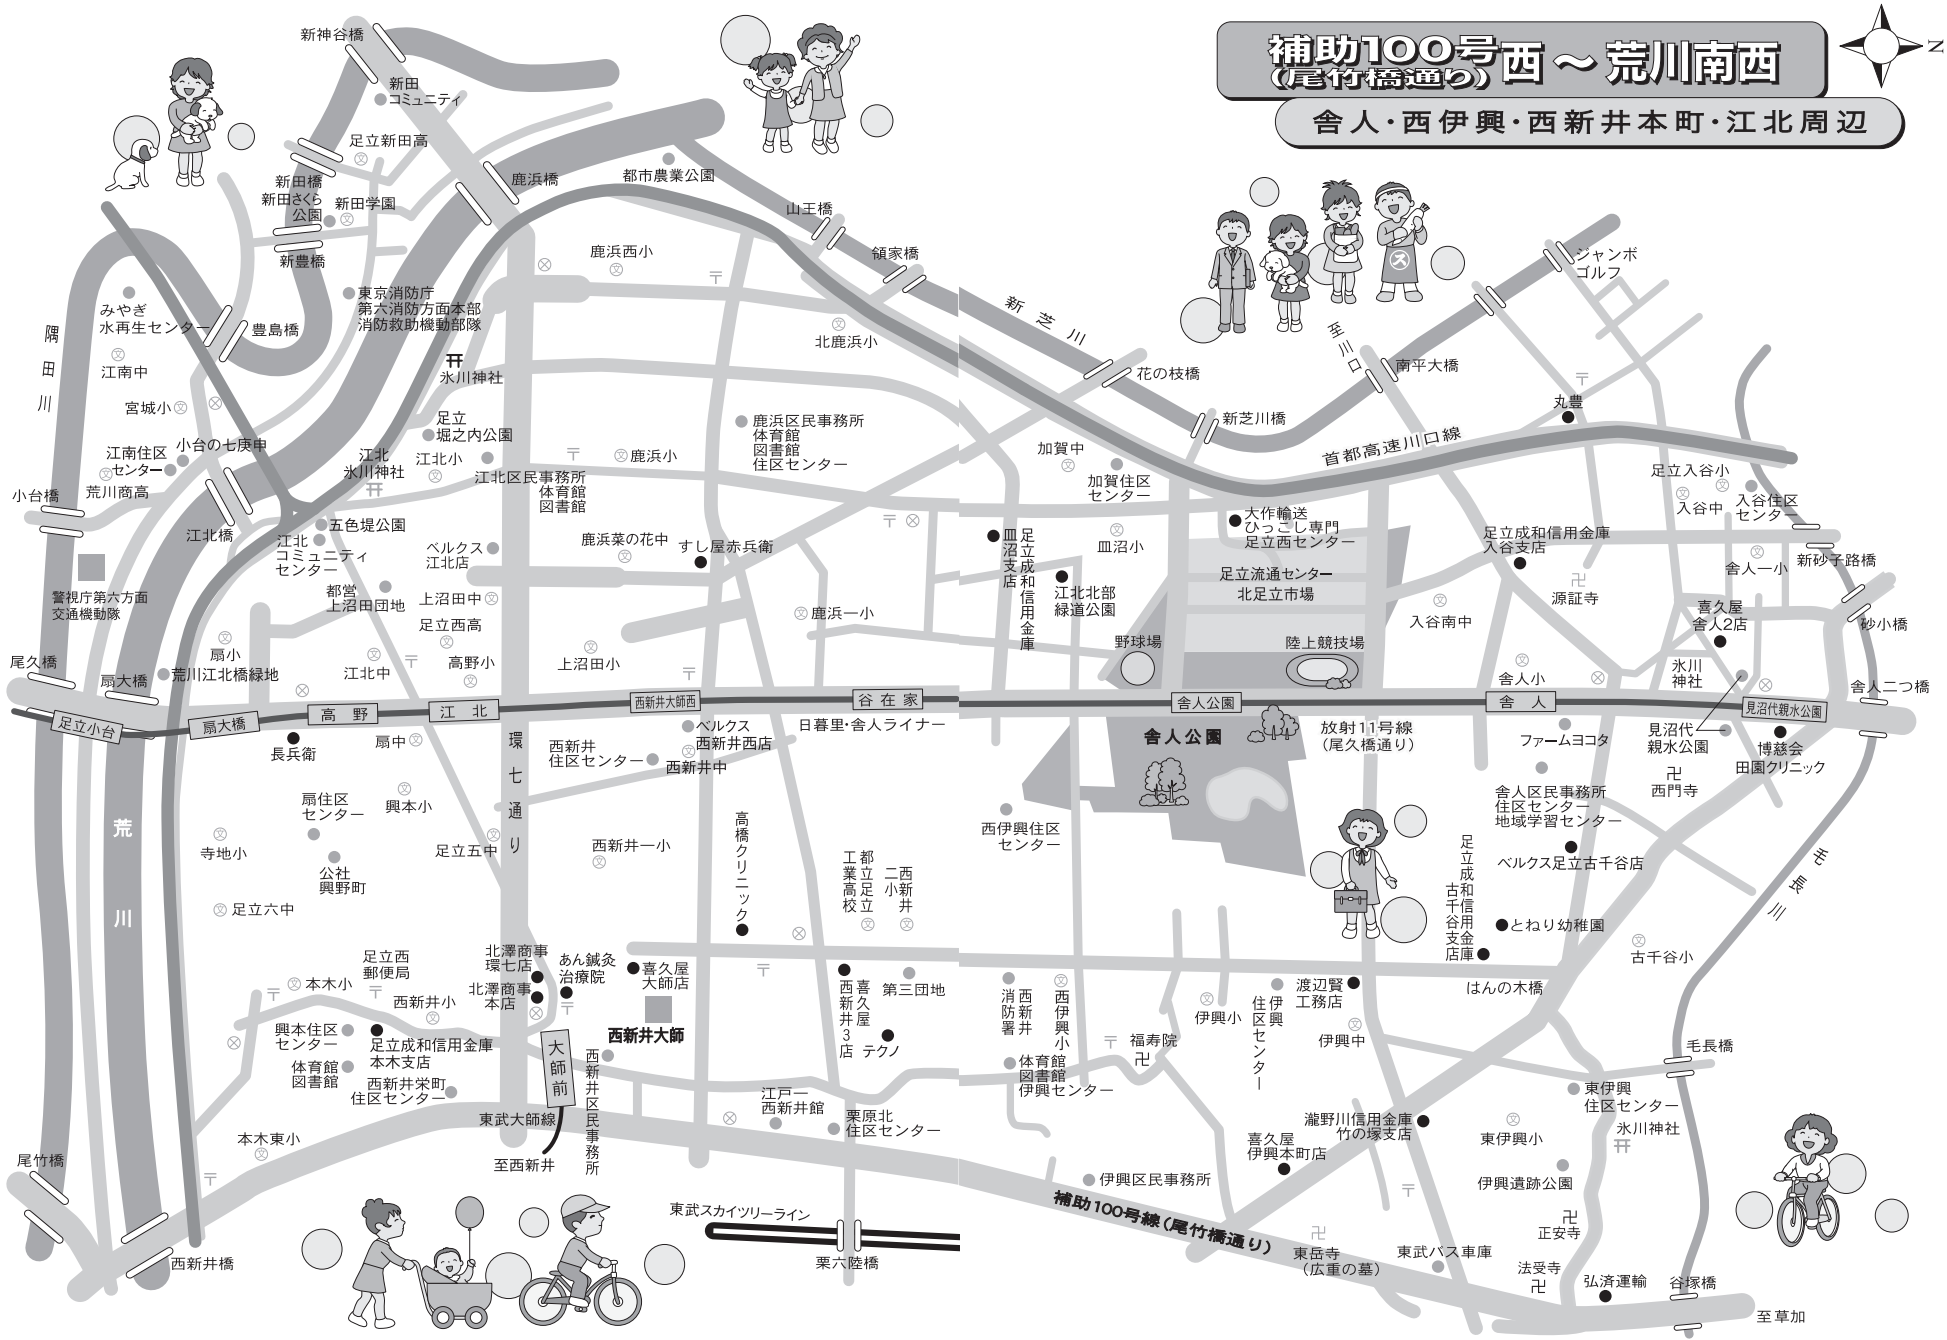 補助100号
(尾竹橋通り)
西～荒川南西
舎人・西伊興・西新井本町・江北周辺
N
新神谷橋
新田
コミュニティ
足立新田高
新田橋
新田さくら
公園
新田学園
新豊橋
鹿浜橋
都市農業公園
山王橋
領家橋
鹿浜西小
北鹿浜小
みやぎ
水再生センター
豊島橋
東京消防庁
第六消防方面本部
消防救助機動部隊
隅田川
江南中
宮城小
江南住区
センター
小台の七庚申
荒川商高
小台橋
江北橋
氷川神社
足立
堀之内公園
江北
氷川神社
江北小
江北区民事務所
体育館
図書館
鹿浜小
鹿浜区民事務所
体育館
図書館
住区センター
五色堤公園
江北
コミュニティ
センター
ベルクス
江北店
鹿浜菜の花中
すし屋赤兵衛
警視庁第六方面
交通機動隊
都営
上沼田団地
上沼田中
足立西高
鹿浜一小
扇小
荒川江北橋緑地
江北中
高野小
上沼田小
尾久橋
扇大橋
足立小台
扇大橋
高野
江北
西新井大師西
谷在家
舎人公園
舎人
見沼代親水公園
日暮里・舎人ライナー
新芝川
至川口
花の枝橋
新芝川橋
南平大橋
ジャンボ
ゴルフ
首都高速川口線
丸豊
加賀中
加賀住区
センター
皿沼小
足立成和信用金庫
皿沼支店
江北北部
緑道公園
大作輸送
ひっこし専門
足立西センター
足立流通センター
北足立市場
野球場
陸上競技場
足立成和信用金庫
入谷支店
源証寺
入谷南中
舎人小
足立入谷小
入谷中
入谷住区
センター
新砂子路橋
舎人一小
喜久屋
舎人2店
氷川
神社
砂小橋
舎人二つ橋
長兵衛
扇中
興本小
扇住区
センター
寺地小
公社
興野町
足立六中
足立五中
荒川
環七通り
西新井
住区センター
ベルクス
西新井西店
西新井中
西新井一小
高橋クリニック
都立足立
工業高校
西新井
二小
舎人公園
放射11号線
(尾久橋通り)
西伊興住区
センター
ファームヨコタ
見沼代
親水公園
博慈会
田園クリニック
西門寺
舎人区民事務所
住区センター
地域学習センター
ベルクス足立古千谷店
足立成和信用金庫
古千谷支店
とねり幼稚園
古千谷小
はんの木橋
毛長川
本木小
足立西
郵便局
西新井小
北澤商事
環七店
北澤商事
本店
あん鍼灸
治療院
喜久屋
大師店
西新井大師
大師前
興本住区
センター
体育館
図書館
足立成和信用金庫
本木支店
西新井栄町
住区センター
本木東小
東武大師線
至西新井
西新井区民事務所
喜久屋
西新井3店
第三団地
テクノ
江戸一
西新井館
栗原北
住区センター
尾竹橋
西新井橋
東武スカイツリーライン
栗六陸橋
西新井
消防署
西伊興小
体育館
図書館
伊興センター
福寿院
伊興小
伊興
住区センター
渡辺賢
工務店
伊興中
毛長橋
東伊興
住区センター
氷川神社
東伊興小
瀧野川信用金庫
竹の塚支店
喜久屋
伊興本町店
伊興区民事務所
補助100号線(尾竹橋通り)
伊興遺跡公園
正安寺
東岳寺
(広重の墓)
東武バス車庫
法受寺
弘済運輸
谷塚橋
至草加
ス